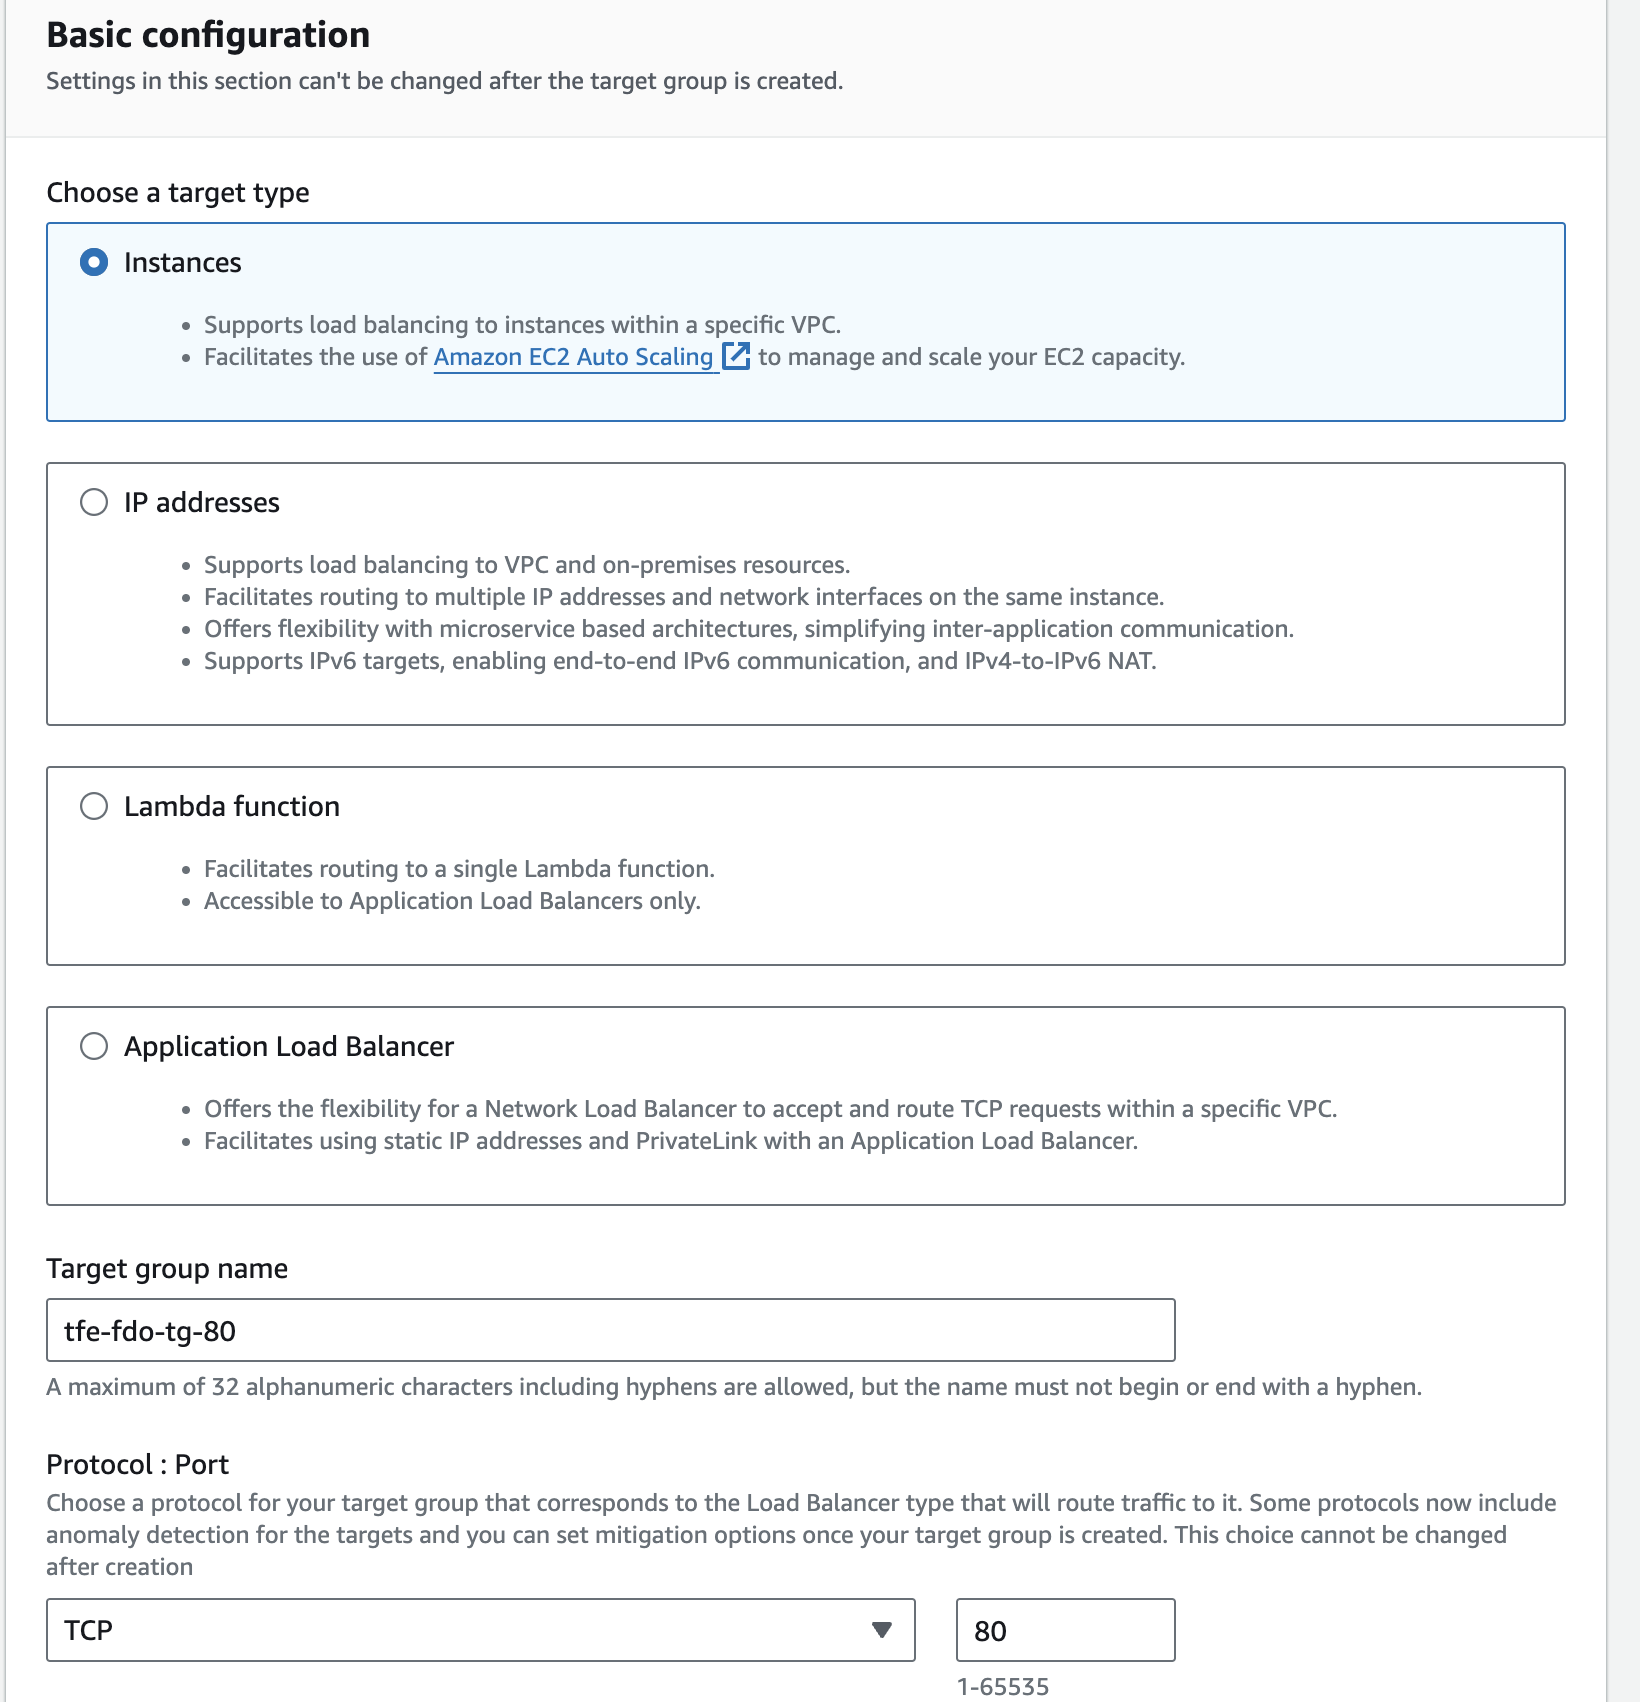 Basic configuration
Settings in this section can't be changed after the target group is created.
Choose a target type
Instances
• Supports load balancing to instances within a specific VPC.
• Facilitates the use of Amazon EC2 Auto Scaling to manage and scale your EC2 capacity.
IP addresses
• Supports load balancing to VPC and on-premises resources.
• Facilitates routing to multiple IP addresses and network interfaces on the same instance.
• Offers flexibility with microservice based architectures, simplifying inter-application communication.
• Supports IPv6 targets, enabling end-to-end IPv6 communication, and IPv4-to-IPv6 NAT.
Lambda function
• Facilitates routing to a single Lambda function.
• Accessible to Application Load Balancers only.
Application Load Balancer
• Offers the flexibility for a Network Load Balancer to accept and route TCP requests within a specific VPC.
• Facilitates using static IP addresses and PrivateLink with an Application Load Balancer.
Target group name
tfe-fdo-tg-80
A maximum of 32 alphanumeric characters including hyphens are allowed, but the name must not begin or end with a hyphen.
Protocol : Port
Choose a protocol for your target group that corresponds to the Load Balancer type that will route traffic to it. Some protocols now include
anomaly detection for the targets and you can set mitigation options once your target group is created. This choice cannot be changed
after creation
TCP
80
1-65535